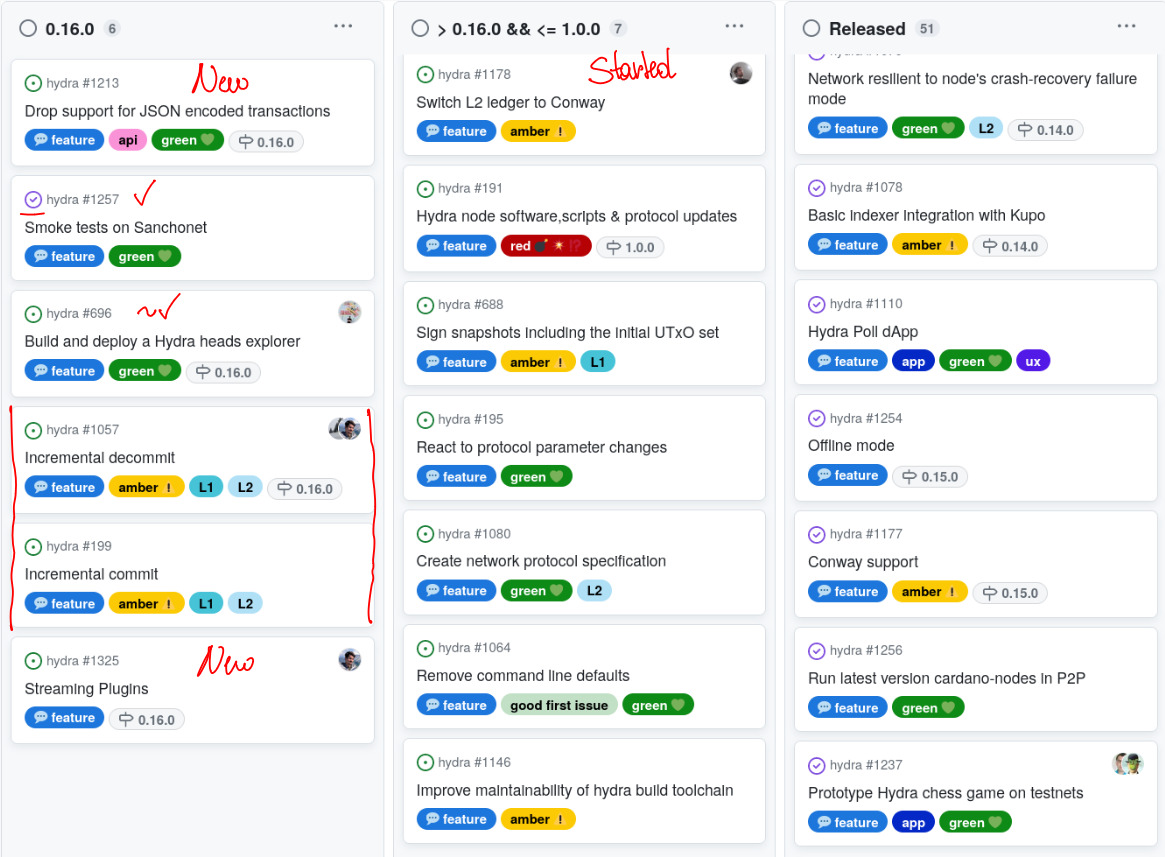 0.16.0 6 ...
hydra #1213
New
Drop support for JSON encoded transactions
feature api green 0.16.0
hydra #1257
Smoke tests on Sanchonet
feature green
hydra #696
Build and deploy a Hydra heads explorer
feature green 0.16.0
hydra #1057
Incremental decommit
feature amber ! L1 L2 0.16.0
hydra #199
Incremental commit
feature amber ! L1 L2
hydra #1325
New
Streaming Plugins
feature 0.16.0
> 0.16.0 && <= 1.0.0 7 ...
hydra #1178
Started
Switch L2 ledger to Conway
feature amber !
hydra #191
Hydra node software,scripts & protocol updates
feature red 💣 💥 ⁉ 1.0.0
hydra #688
Sign snapshots including the initial UTxO set
feature amber ! L1
hydra #195
React to protocol parameter changes
feature green
hydra #1080
Create network protocol specification
feature green L2
hydra #1064
Remove command line defaults
feature good first issue green
hydra #1146
Improve maintainability of hydra build toolchain
feature amber !
Released 51 ...
Network resilient to node's crash-recovery failure
mode
feature green L2 0.14.0
hydra #1078
Basic indexer integration with Kupo
feature amber ! 0.14.0
hydra #1110
Hydra Poll dApp
feature app green ux
hydra #1254
Offline mode
feature 0.15.0
hydra #1177
Conway support
feature amber ! 0.15.0
hydra #1256
Run latest version cardano-nodes in P2P
feature green
hydra #1237
Prototype Hydra chess game on testnets
feature app green